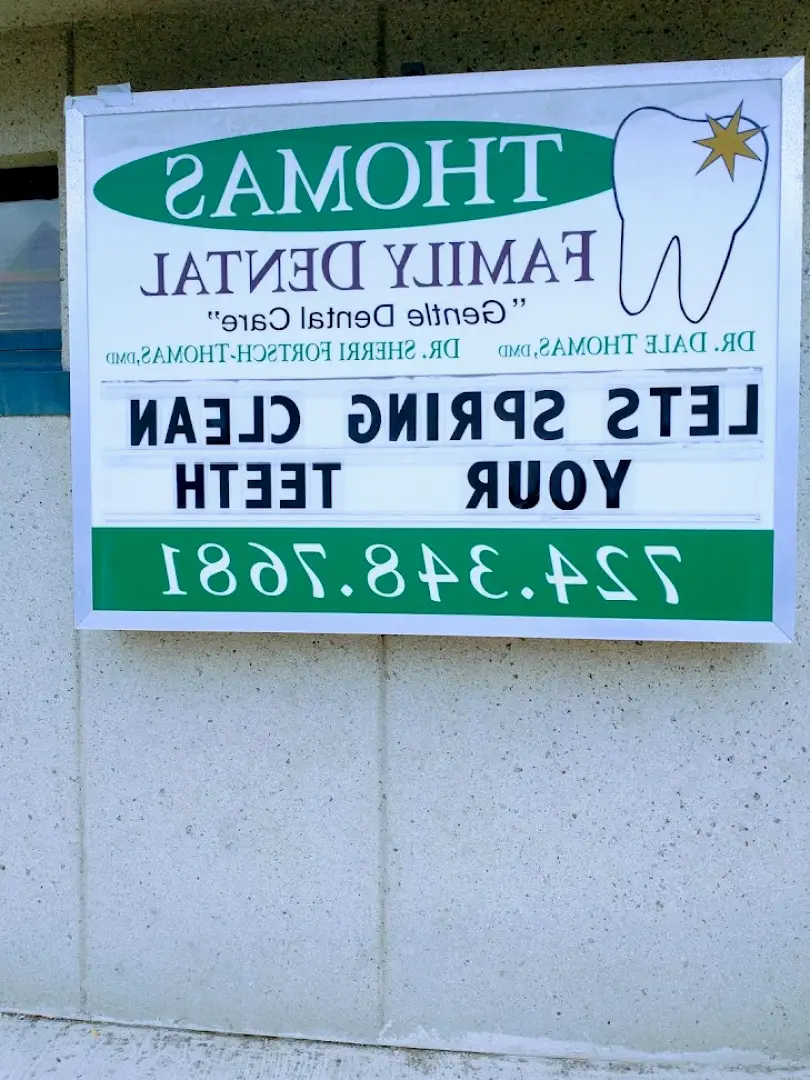 THOMAS
FAMILY DENTAL
"Gentle Dental Care"
DR. DALE THOMAS, DMD DR. SHERRI FORTSCH-THOMAS, DMD
LETS SPRING CLEAN
YOUR TEETH
724.348.7681